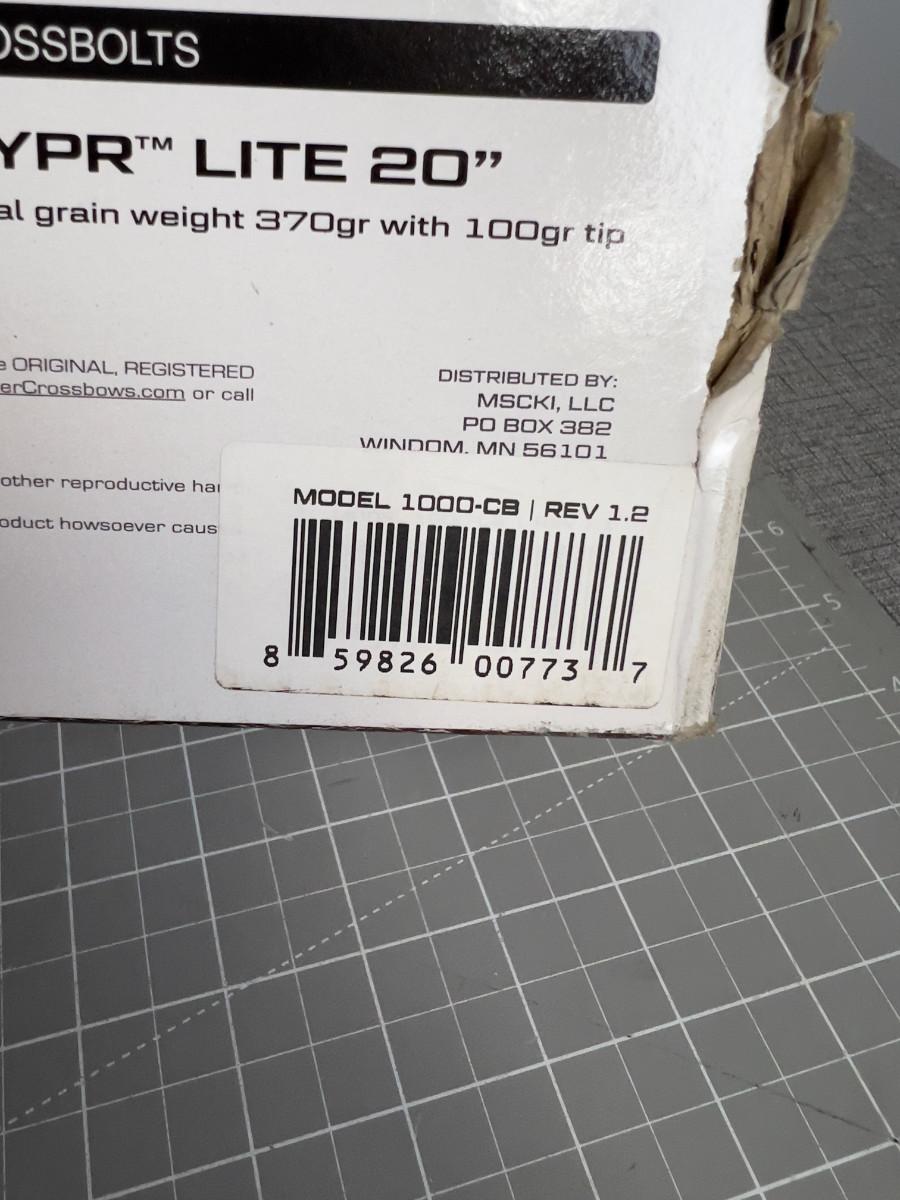 OSSBOLTS
YPR™ LITE 20”
al grain weight 370gr with 100gr tip
e ORIGINAL, REGISTERED
erCrossbows.com or call
DISTRIBUTED BY:
MSCKI, LLC
PO BOX 382
WINDOM, MN 56101
other reproductive har
oduct howsoever caus
MODEL 1000-CB | REV 1.2
8 59826 00773 7
6
5
4